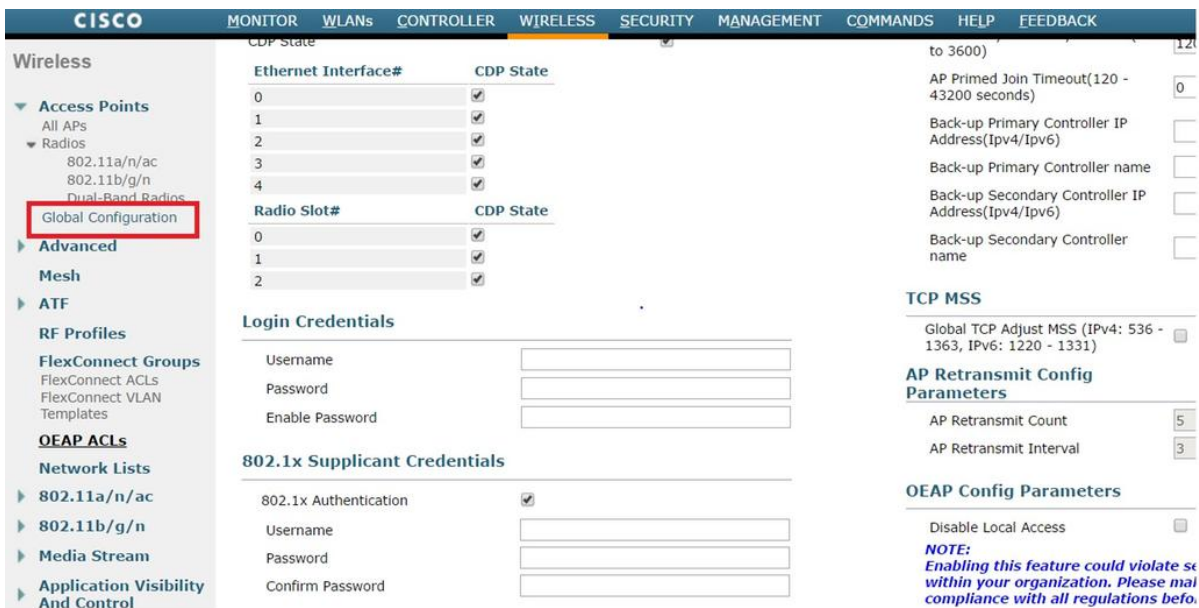 CISCO
MONITOR WLANs CONTROLLER WIRELESS SECURITY MANAGEMENT COMMANDS HELP FEEDBACK
Wireless
Access Points
All APs
Radios
802.11a/n/ac
802.11b/g/n
Dual-Band Radios
Global Configuration
Advanced
Mesh
ATF
RF Profiles
FlexConnect Groups
FlexConnect ACLs
FlexConnect VLAN
Templates
OEAP ACLs
Network Lists
802.11a/n/ac
802.11b/g/n
Media Stream
Application Visibility
And Control
CDP State
Ethernet Interface# CDP State
0
1
2
3
4
Radio Slot# CDP State
0
1
2
Login Credentials
Username
Password
Enable Password
802.1x Supplicant Credentials
802.1x Authentication
Username
Password
Confirm Password
to 3600) 120
AP Primed Join Timeout(120 -
43200 seconds) 0
Back-up Primary Controller IP
Address(Ipv4/Ipv6)
Back-up Primary Controller name
Back-up Secondary Controller IP
Address(Ipv4/Ipv6)
Back-up Secondary Controller
name
TCP MSS
Global TCP Adjust MSS (IPv4: 536 -
1363, IPv6: 1220 - 1331)
AP Retransmit Config
Parameters
AP Retransmit Count 5
AP Retransmit Interval 3
OEAP Config Parameters
Disable Local Access
NOTE:
Enabling this feature could violate
within your organization. Please
compliance with all regulations